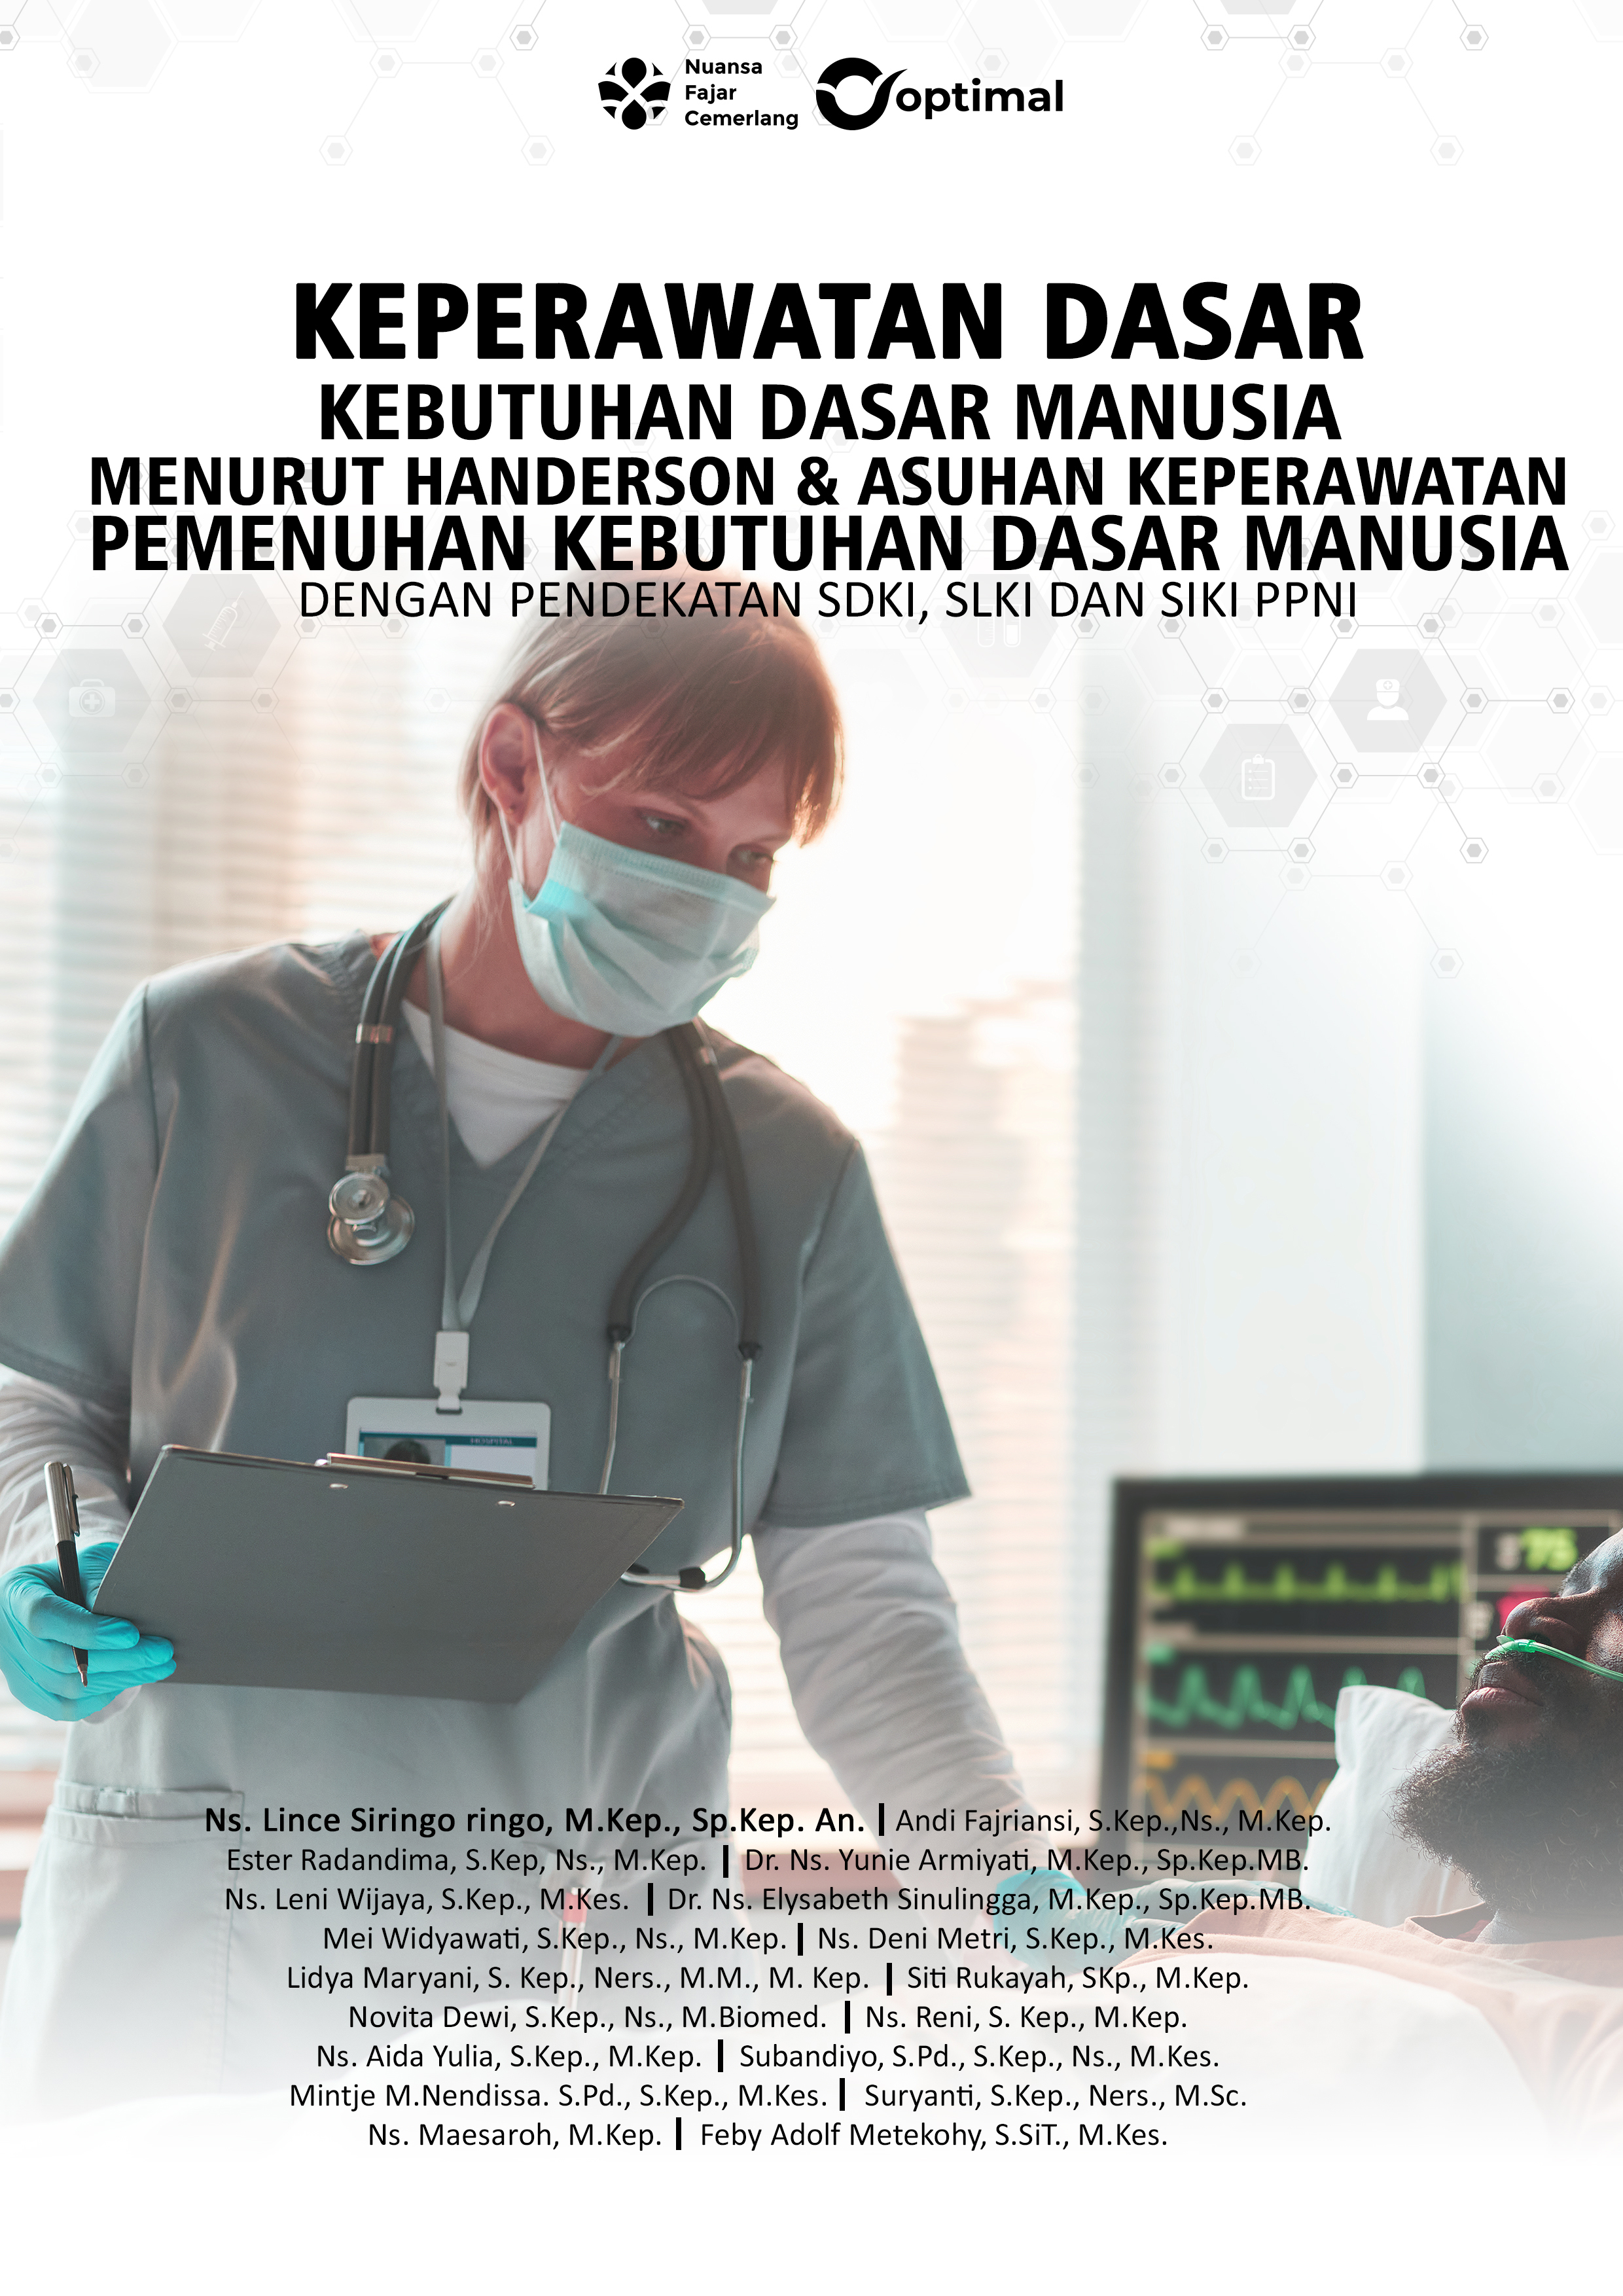 Nuansa
Fajar
Cemerlang
optimal
KEPERAWATAN DASAR
KEBUTUHAN DASAR MANUSIA
MENURUT HANDERSON & ASUHAN KEPERAWATAN
PEMENUHAN KEBUTUHAN DASAR MANUSIA
DENGAN PENDEKATAN SDKI, SLKI DAN SIKI PPNI
HOSPITAL
75
Ns. Lince Siringo ringo, M.Kep., Sp.Kep. An. | Andi Fajriansi, S.Kep.,Ns., M.Kep.
Ester Radandima, S.Kep, Ns., M.Kep. | Dr. Ns. Yunie Armiyati, M.Kep., Sp.Kep.MB.
Ns. Leni Wijaya, S.Kep., M.Kes. | Dr. Ns. Elysabeth Sinulingga, M.Kep., Sp.Kep.MB.
Mei Widyawati, S.Kep., Ns., M.Kep. | Ns. Deni Metri, S.Kep., M.Kes.
Lidya Maryani, S. Kep., Ners., M.M., M. Kep. | Siti Rukayah, SKp., M.Kep.
Novita Dewi, S.Kep., Ns., M.Biomed. | Ns. Reni, S. Kep., M.Kep.
Ns. Aida Yulia, S.Kep., M.Kep. | Subandiyo, S.Pd., S.Kep., Ns., M.Kes.
Mintje M.Nendissa. S.Pd., S.Kep., M.Kes. | Suryanti, S.Kep., Ners., M.Sc.
Ns. Maesaroh, M.Kep. | Feby Adolf Metekohy, S.SiT., M.Kes.